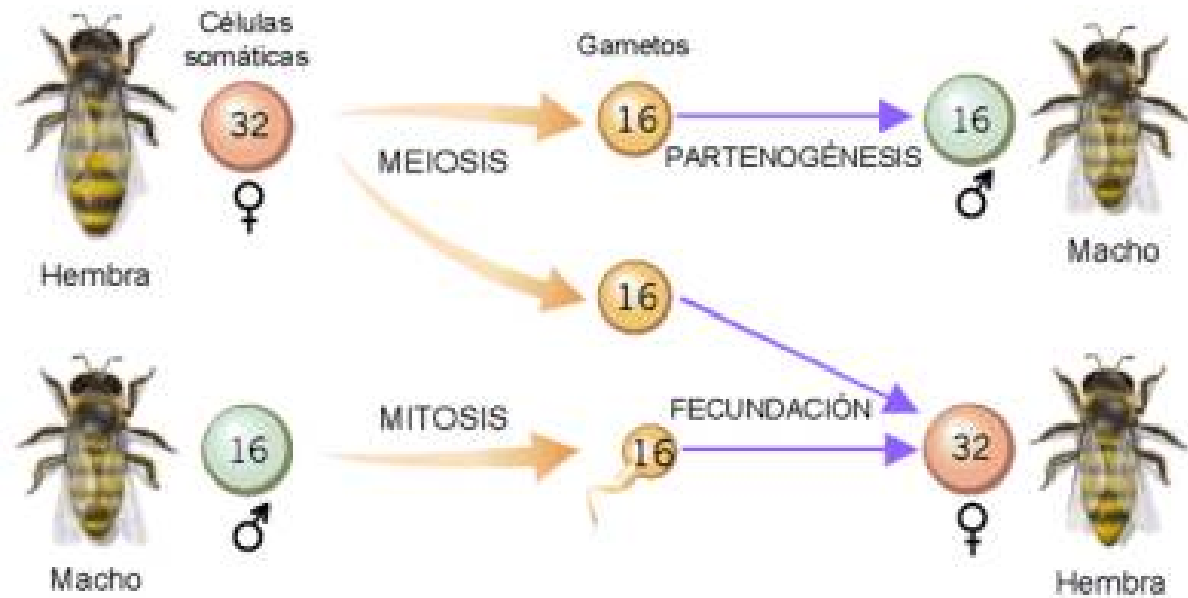 Células
somáticas
Gametos
32
16
16
MEIOSIS
PARTENOGÉNESIS
Hembra
Macho
16
MITOSIS
FECUNDACIÓN
16
16
32
Macho
Hembra